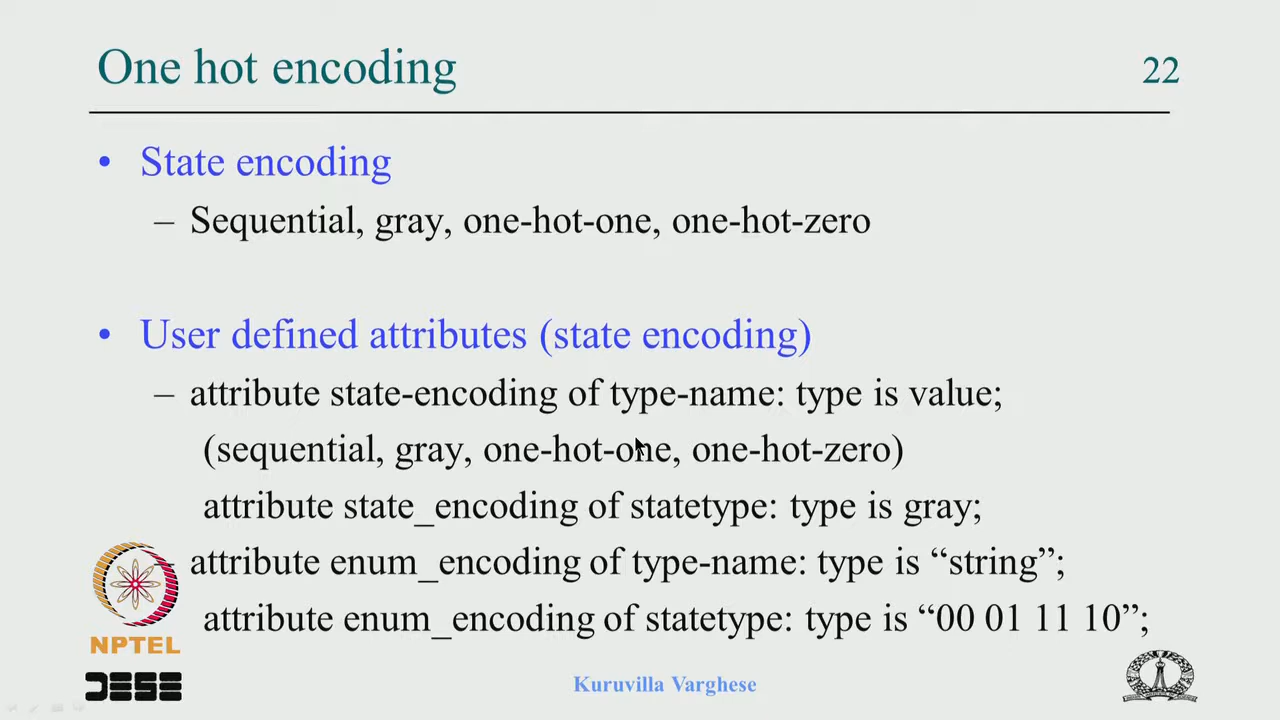 One hot encoding
22
• State encoding
– Sequential, gray, one-hot-one, one-hot-zero
• User defined attributes (state encoding)
– attribute state-encoding of type-name: type is value;
(sequential, gray, one-hot-one, one-hot-zero)
attribute state_encoding of statetype: type is gray;
– attribute enum_encoding of type-name: type is “string”;
attribute enum_encoding of statetype: type is “00 01 11 10”;
NPTEL
DESE
Kuruvilla Varghese